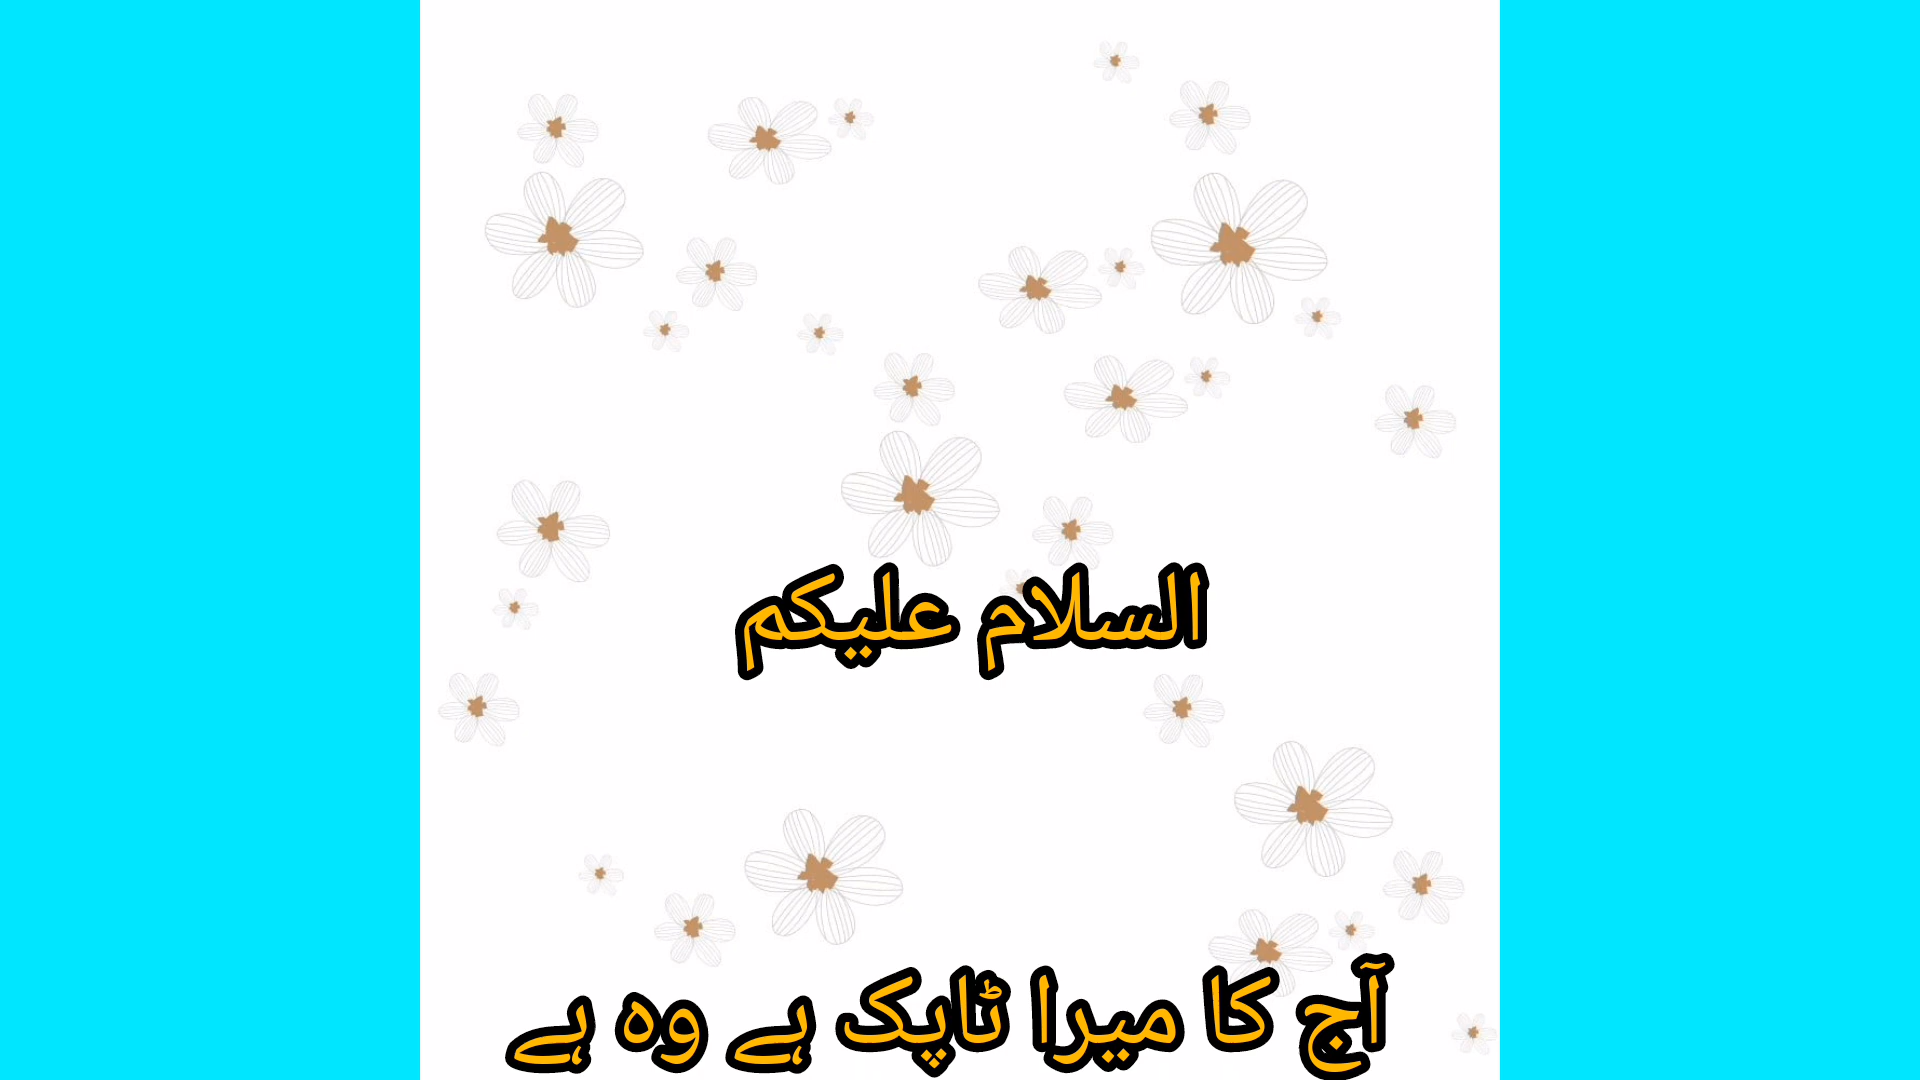 السلام علیکم
آج کا میرا ٹاپک ہے وہ ہے